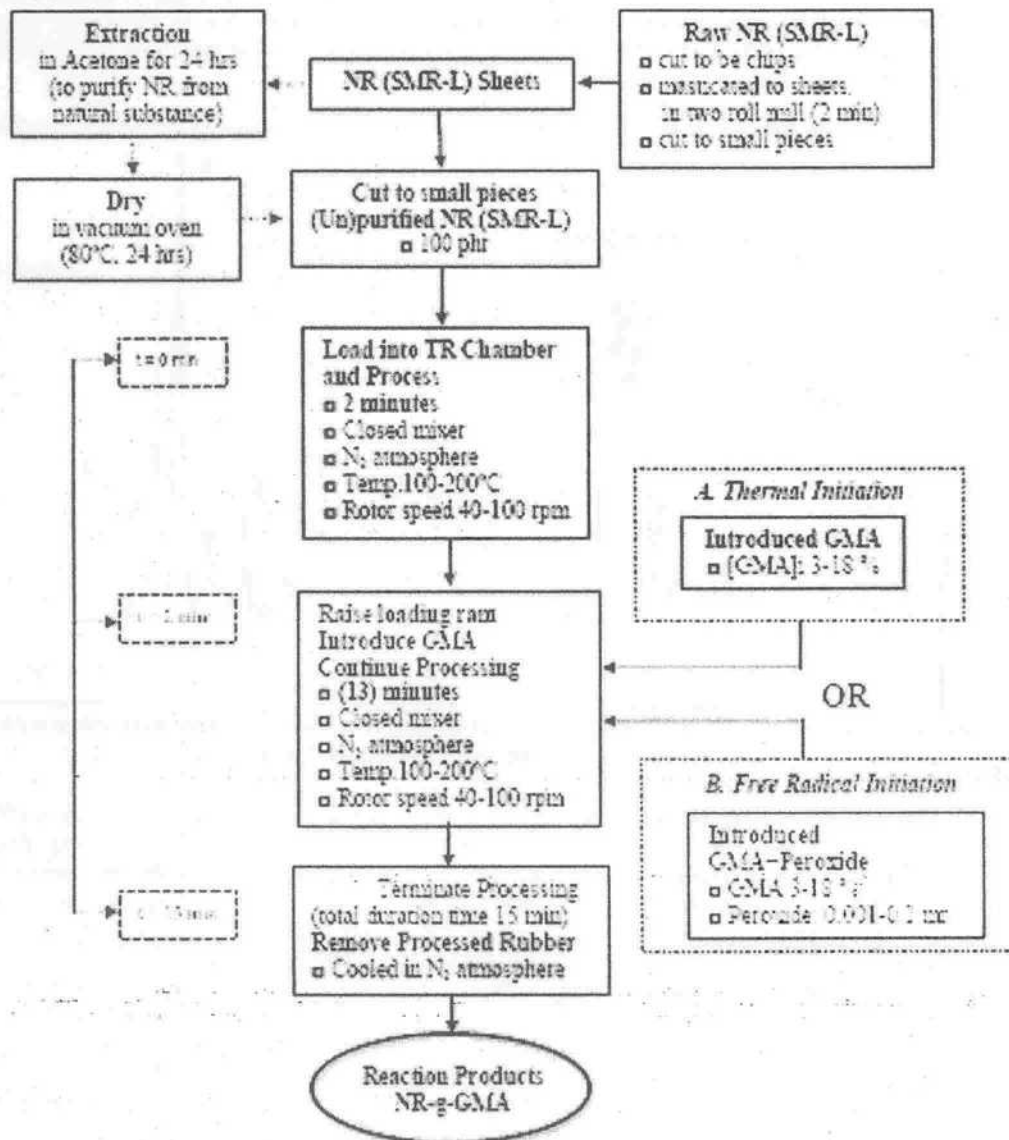 Extraction
in Acetone for 24 hrs
(to purify NR from
natural substance)
NR (SMR-L) Sheets
Raw NR (SMR-L)
▫ cut to be chips
▫ masticated to sheets.
in two roll mill (2 min)
▫ cut to small pieces
Dry
in vacuum oven
(80°C. 24 hrs)
Cut to small pieces
(Un)purified NR (SMR-L)
▫ 100 phr
t = 0 min
Load into TR Chamber
and Process
▫ 2 minutes
▫ Closed mixer
▫ N₂ atmosphere
▫ Temp.100-200°C
▫ Rotor speed 40-100 rpm
A. Thermal Initiation
Introduced GMA
▫ [GMA]: 3-18 %
Raise loading ram
Introduce GMA
Continue Processing
▫ (13) minutes
▫ Closed mixer
▫ N₂ atmosphere
▫ Temp.100-200°C
▫ Rotor speed 40-100 rpm
OR
B. Free Radical Initiation
Introduced
GMA-Peroxide
▫ GMA 3-18 %
▫ Peroxide
Terminate Processing
(total duration time 15 min)
Remove Processed Rubber
▫ Cooled in N₂ atmosphere
Reaction Products
NR-g-GMA